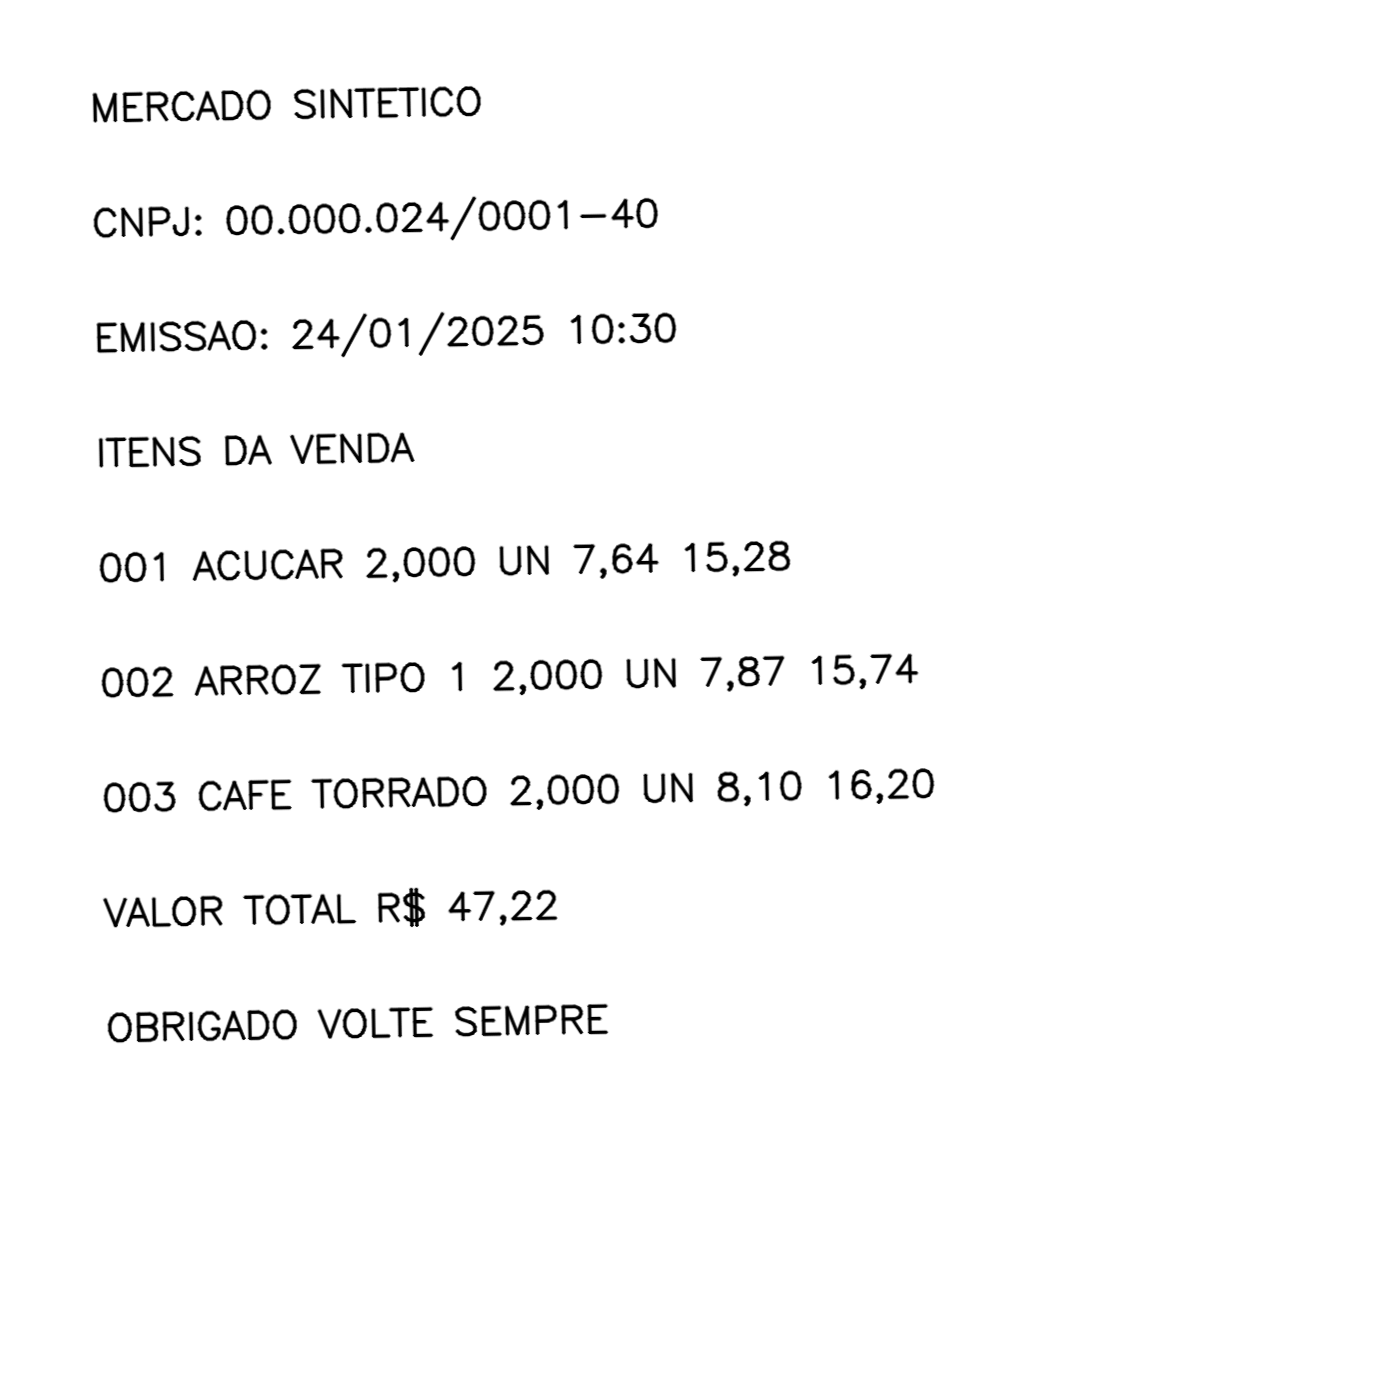 MERCADO SINTETICO
CNPJ: 00.000.024/0001-40
EMISSAO: 24/01/2025 10:30
ITENS DA VENDA
001 ACUCAR 2,000 UN 7,64 15,28
002 ARROZ TIPO 1 2,000 UN 7,87 15,74
003 CAFE TORRADO 2,000 UN 8,10 16,20
VALOR TOTAL R$ 47,22
OBRIGADO VOLTE SEMPRE